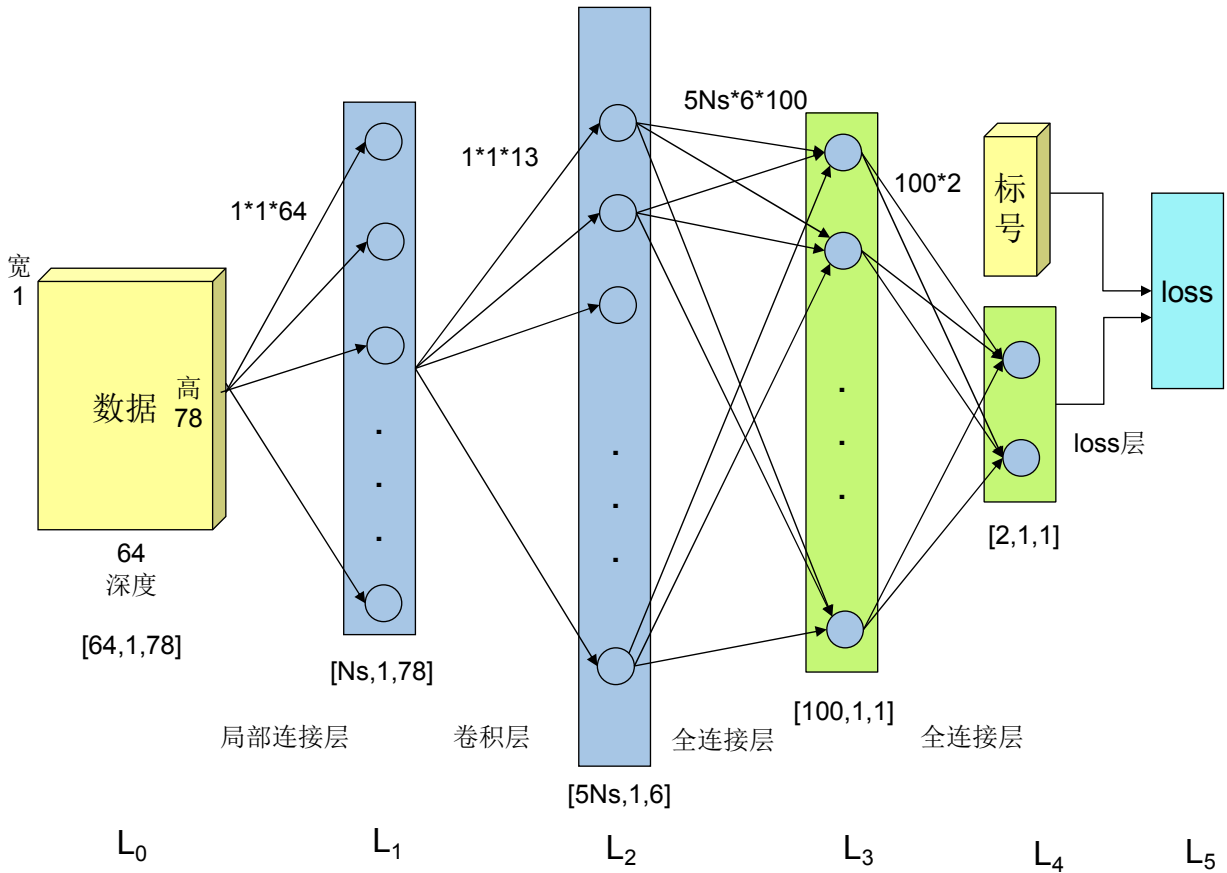 宽
1
数据
高
78
64
深度
[64,1,78]
1*1*64
[Ns,1,78]
局部连接层
1*1*13
卷积层
[5Ns,1,6]
5Ns*6*100
全连接层
[100,1,1]
100*2
全连接层
标
号
[2,1,1]
loss层
loss
L0
L1
L2
L3
L4
L5